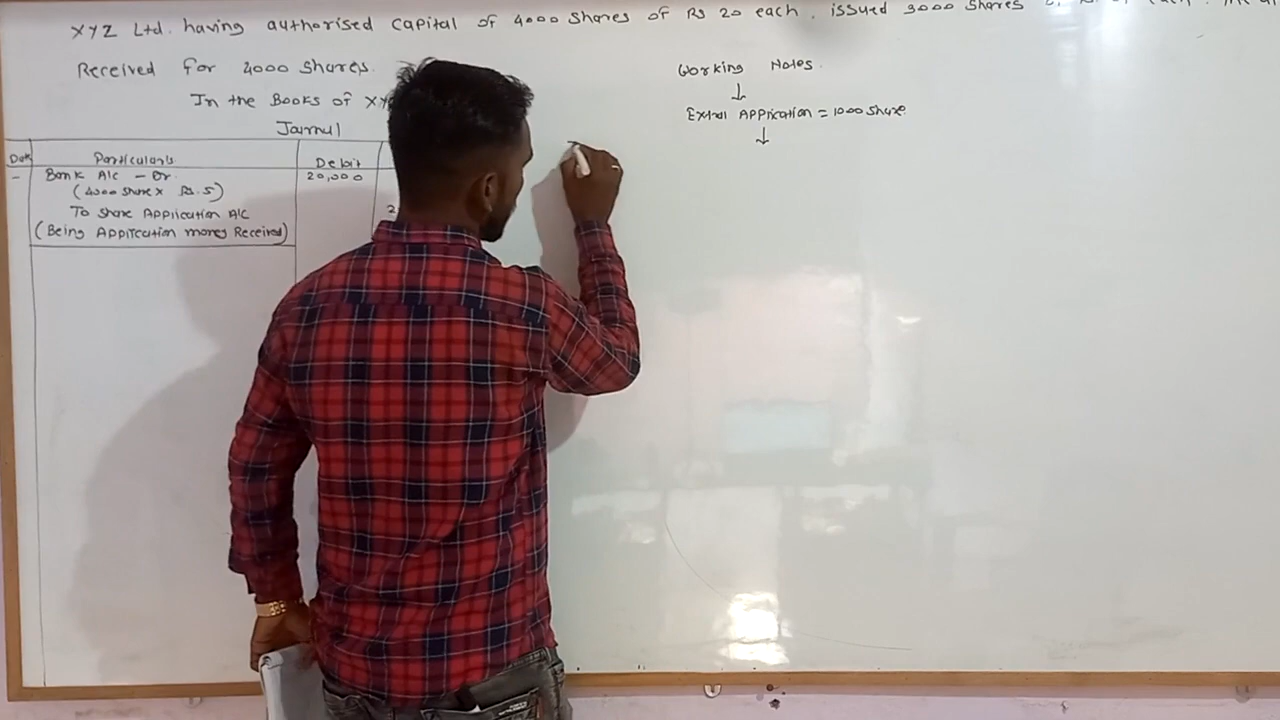 XYZ Ltd. having authorised capital of 4000 Shares of Rs 20 each. issued 3000 Shares
Received for 4000 Shares.
In the Books of XY
Journal
Date Particulars Debit
- Bank A/C - Dr. 20,000
(4000 share x Rs. 5)
To share Application A/C 2
(Being Application money Received)
Working Notes.
↓
Extra Application = 1000 Share.
↓